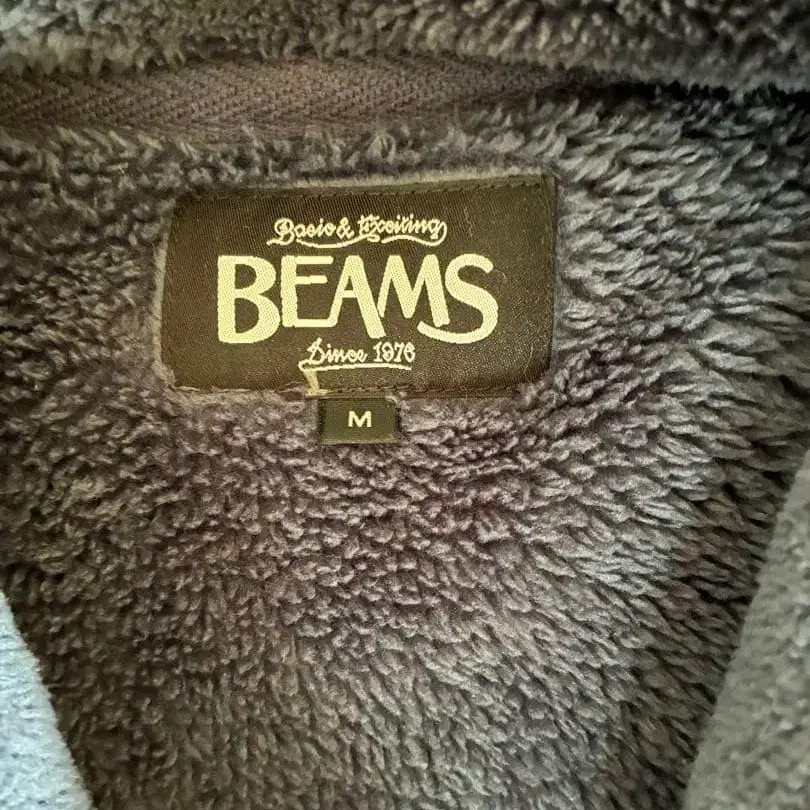 Basic & Exciting
BEAMS
Since 1976
M